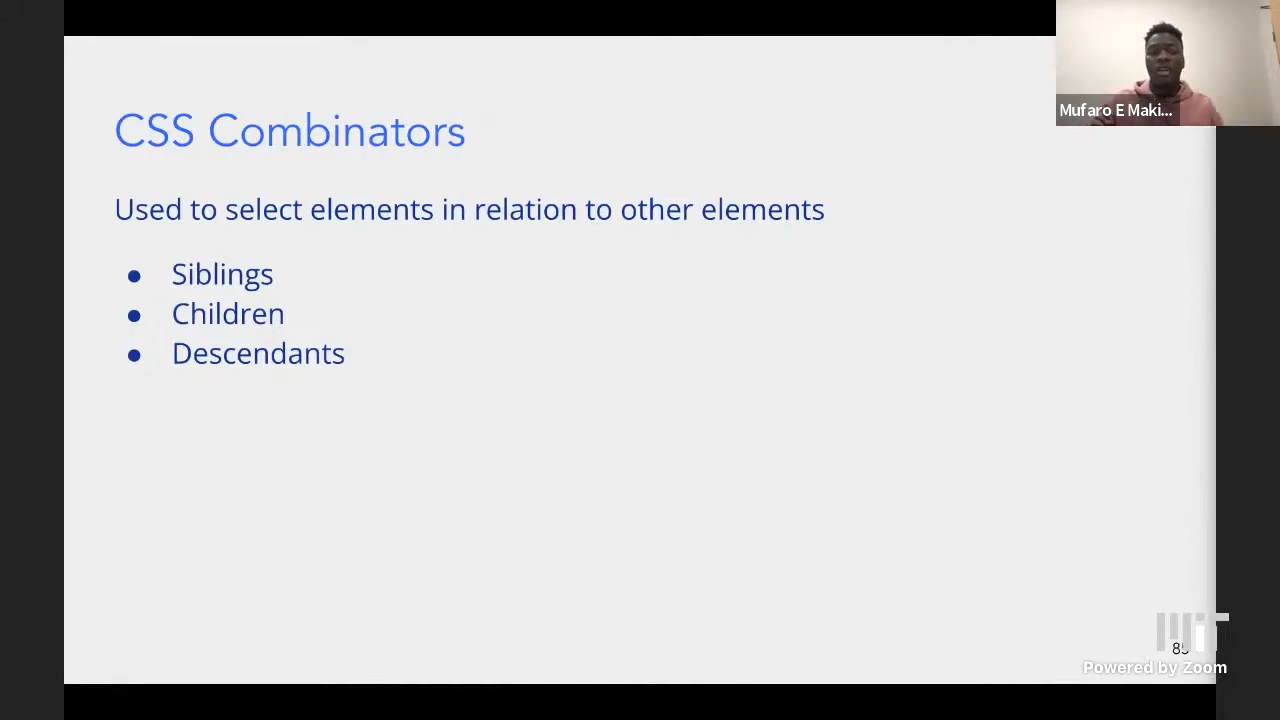 Mufaro E Maki...
CSS Combinators
Used to select elements in relation to other elements
● Siblings
● Children
● Descendants
MIT
Powered by Zoom